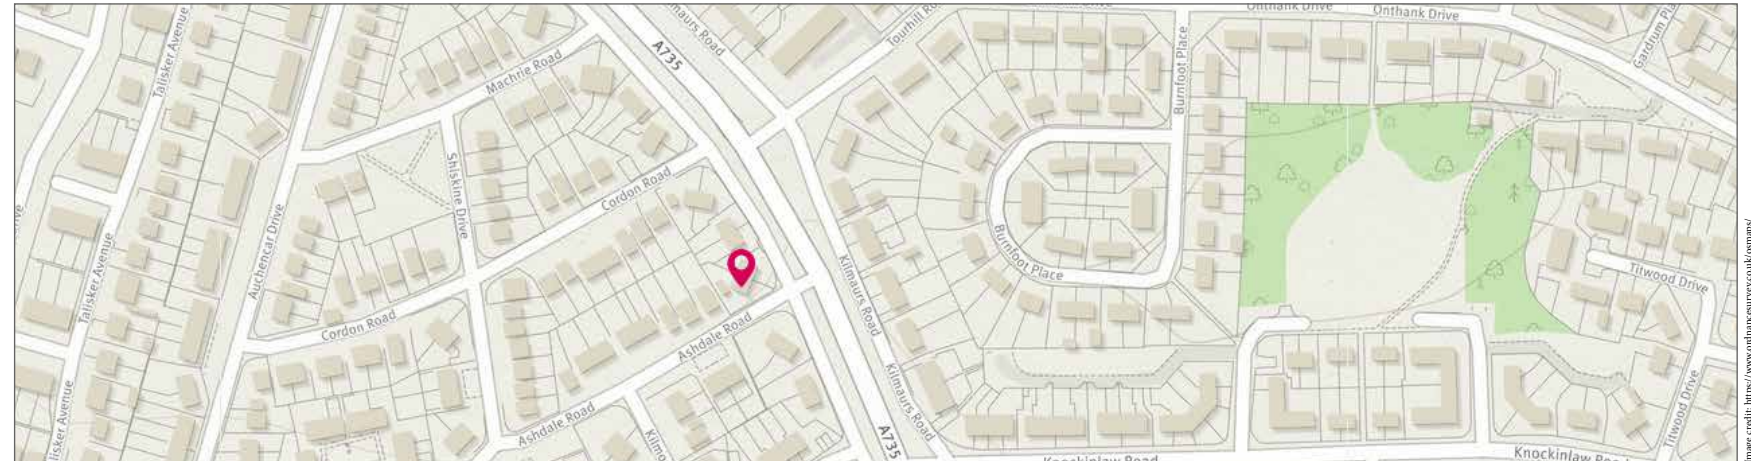 Talisker Avenue
A735
Kilmaurs Road
Tourhill
Onthank Drive
Onthank Drive
Machrie Road
Burnfoot Place
Shiskine Drive
Cordon Road
Auchencar Drive
Talisker Avenue
Burnfoot Place
Kilmaurs Road
Titwood Drive
Cordon Road
Ashdale Road
Kilmaurs Road
Ashdale Road
Titwood Drive
A735
Knockinlaw Road
Knockinlaw Road
image credit: https://www.ordnancesurvey.co.uk/osmaps/